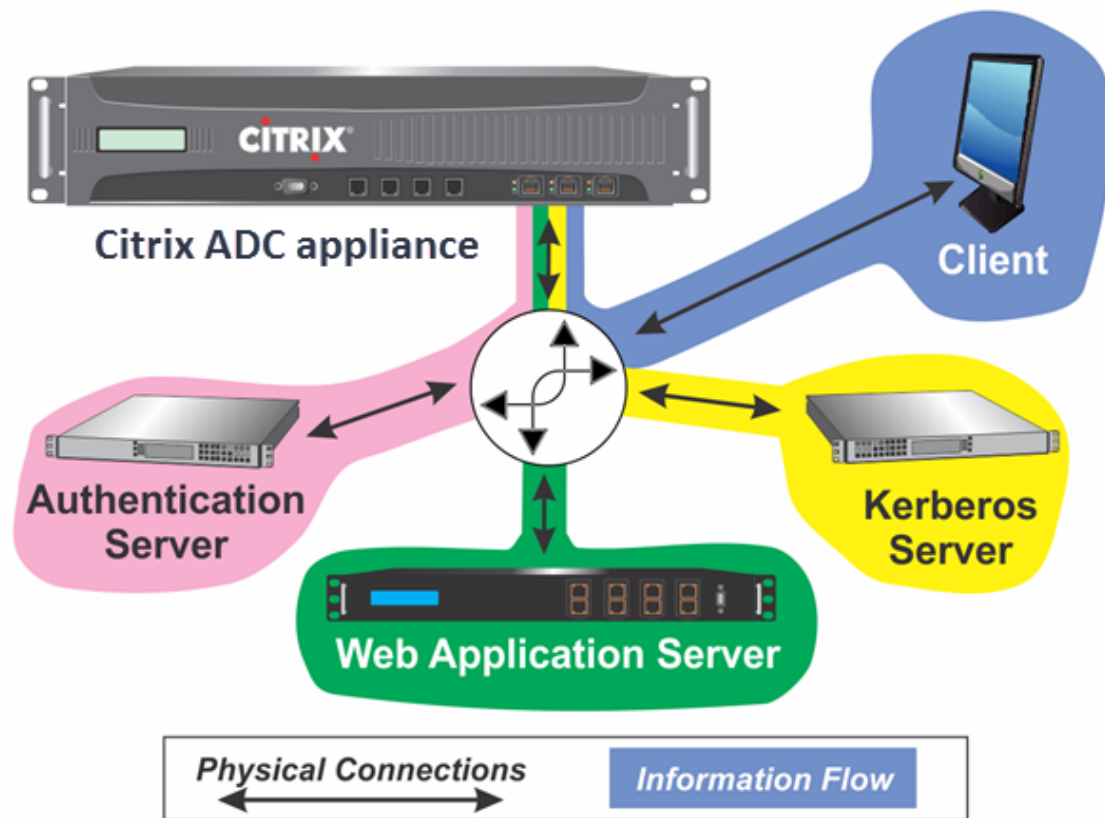 CITRIX®
Citrix ADC appliance
Client
Authentication
Server
Kerberos
Server
Web Application Server
Physical Connections
Information Flow